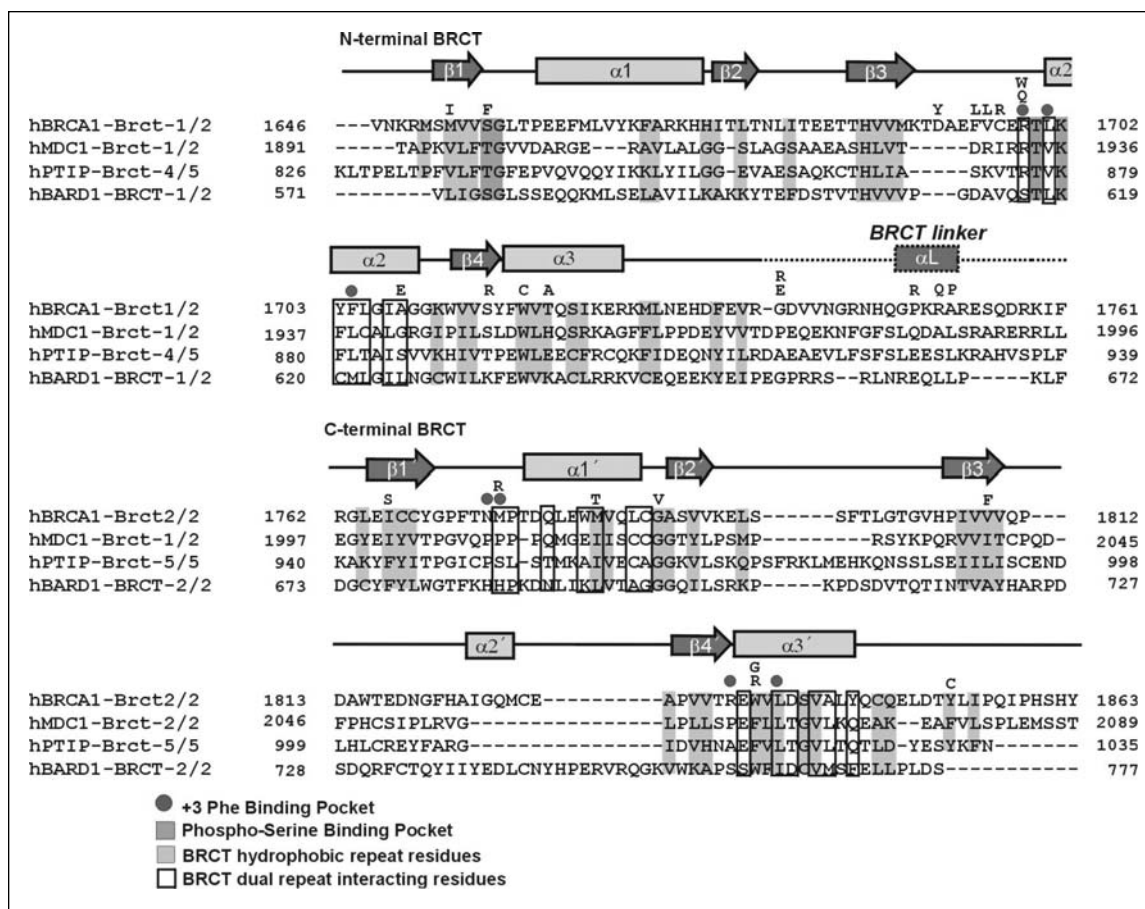 N-terminal BRCT
β1 α1 β2 β3 α2
I F Y LLR W Q
hBRCA1-Brct-1/2 1646 ---VNKRMSMVVSGLTPEEFMLVYKFARKHHITLTNLITEETTHVVMKTDAEFVCERTLK 1702
hMDC1-Brct-1/2 1891 -----TAPKVLFTGVVDARGE--RAVLALGG-SLAGSAAEASHLVT----DRIRRTVK 1936
hPTIP-Brct-4/5 826 KLTPELTPFVLFTGFEPVQVQQYIKKLYILGG-EVAESAQKCTHLIA----SKVTRTVK 879
hBARD1-BRCT-1/2 571 ------VLIGSGLSSEQQKMLSELAVILKAKKYTEFDSTVTHVVVP---GDAVQSTL 619
BRCT linker
α2 β4 α3 αL
E R C A R E R QP
hBRCA1-Brct1/2 1703 YFLGIAGGKWVVSYFWVTQSIKERKMLNEHDFEVR-GDVVNGRNHQGPKRARESQDRKIF 1761
hMDC1-Brct-1/2 1937 FLCALGRGIPILSLDWLHQSRKAGFFLPPDEYVVTDPEQEKNFGFSLQDALSRARERRLL 1996
hPTIP-Brct-4/5 880 FLTAISVVKHIVTPEWLEECFRCQKFIDEQNYILRDAEAEVLFSFSLEESLKRAHVSPLF 939
hBARD1-BRCT-1/2 620 CMLGILNGCWILKFEWVKACLRRKVCEQEEKYEIPEGPRRS--RLNREQLLP-----KLF 672
C-terminal BRCT
β1´ α1´ β2´ β3´
S R T V F
hBRCA1-Brct2/2 1762 RGLEICCYGPFTNMPTDQLEWMVQLCGASVVKELS------SFTLGTGVHPIVVVQP---- 1812
hMDC1-Brct-1/2 1997 EGYEIYVTPGVQPPPP-QMGEIISCCGGTYLPSMP-------RSYKPQRVVITCPQD- 2045
hPTIP-Brct-5/5 940 KAKYFYITPGICPSL-STMKAIVECAGGKVLSKQPSFRKLMEHKQNSSLSEIILISCEND 998
hBARD1-BRCT-2/2 673 DGCYFYLWGTFKHHPKDNLIKLVTAGGGQILSRKP------KPDSDVTQTINTVAYHARPD 727
α2´ β4´ α3´
G R C
hBRCA1-Brct2/2 1813 DAWTEDNGFHAIGQMCE-----------APVVTREWVLDSVALYQCQELDTYLIPQIPHSHY 1863
hMDC1-Brct-2/2 2046 FPHCSIPLRVG----------------LPLLSPEFLLTGVLKQEAK--EAFVLSPLEMSST 2089
hPTIP-Brct-5/5 999 LHLCREYFARG----------------IDVHNAEFVLTGVLTQTLD-YESYKFN------- 1035
hBARD1-BRCT-2/2 728 SDQRFCTQYIIYEDLCNYHPERVRQGKVWKAPSSWFIDCVMSFELLPLDS----------- 777
+3 Phe Binding Pocket
Phospho-Serine Binding Pocket
BRCT hydrophobic repeat residues
BRCT dual repeat interacting residues